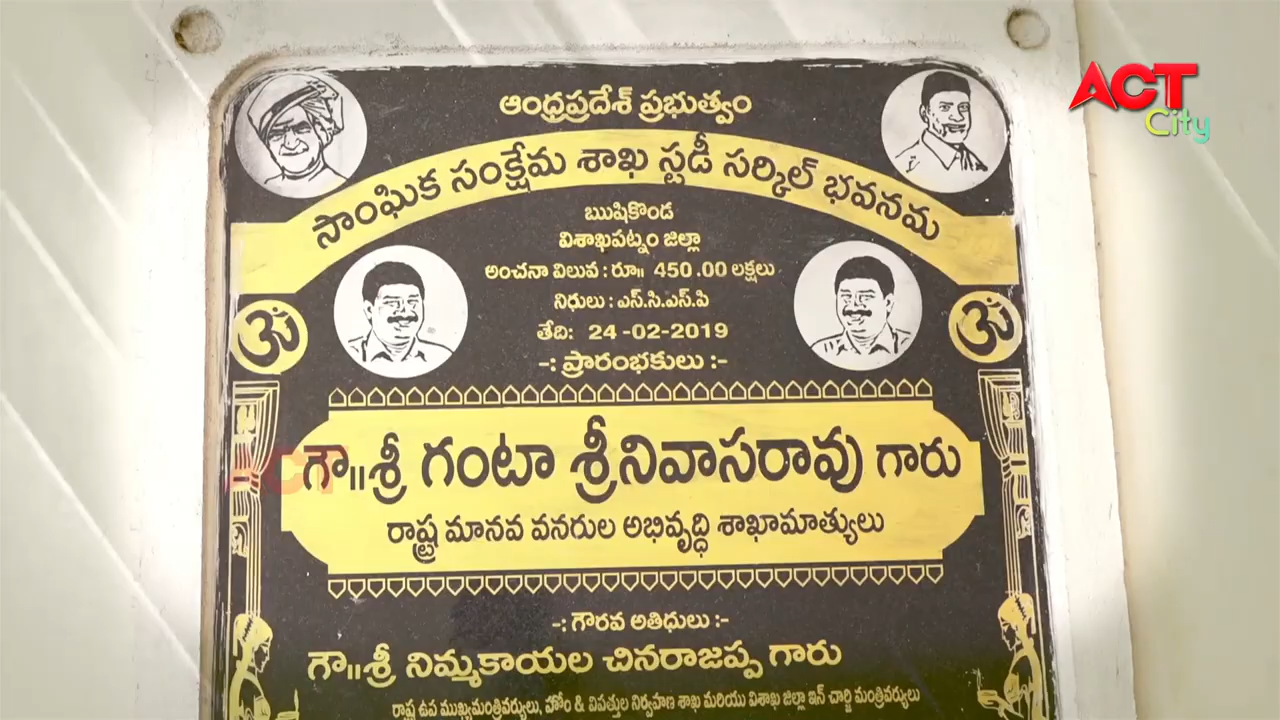 ఆంధ్రప్రదేశ్ ప్రభుత్వం
సాంఘిక సంక్షేమ శాఖ స్టడీ సర్కిల్ భవనమ
ఋషికొండ
విశాఖపట్నం జిల్లా
అంచనా విలువ : రూ॥ 450.00 లక్షలు
నిధులు : ఎస్.సి.ఎస్.పి
తేది: 24-02-2019
-: ప్రారంభకులు :-
గౌ॥శ్రీ గంటా శ్రీనివాసరావు గారు
రాష్ట్ర మానవ వనరుల అభివృద్ధి శాఖామాత్యులు
-: గౌరవ అతిధులు :-
గౌ॥శ్రీ నిమ్మకాయల చినరాజప్ప గారు
రాష్ట్ర ఉప ముఖ్యమంత్రివర్యులు, హోం & విపత్తుల నిర్వహణ శాఖ మరియు విశాఖ జిల్లా ఇన్ చార్జి మంత్రివర్యులు
ACT
City
ACT